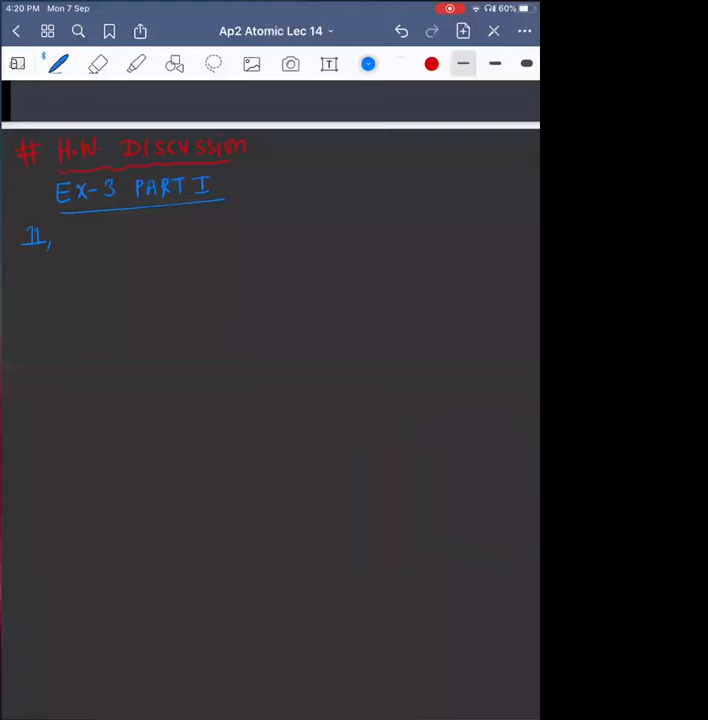 4:20 PM Mon 7 Sep 60%
Ap2 Atomic Lec 14
T
# H.W. DISCUSSION
EX-3 PART I
11,